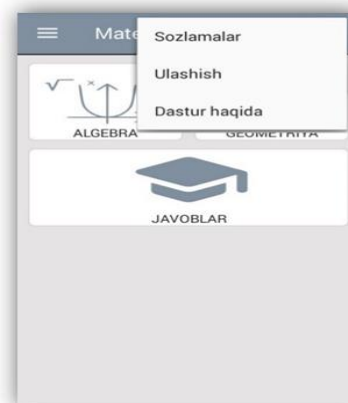 Mate
Sozlamalar
Ulashish
Dastur haqida
ALGEBRA
GEOMETRIYA
JAVOBLAR